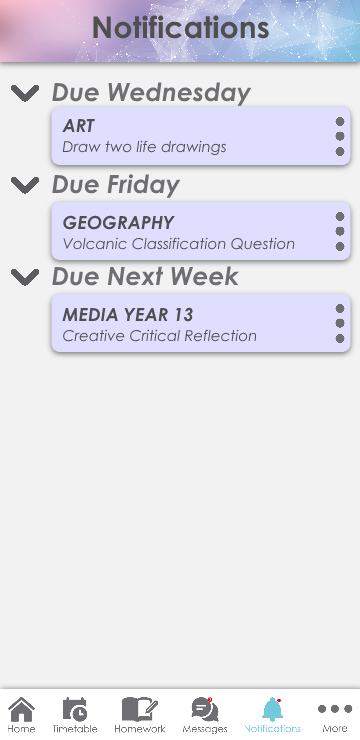 Notifications
Due Wednesday
ART
Draw two life drawings
Due Friday
GEOGRAPHY
Volcanic Classification Question
Due Next Week
MEDIA YEAR 13
Creative Critical Reflection
Home Timetable Homework Messages Notifications More